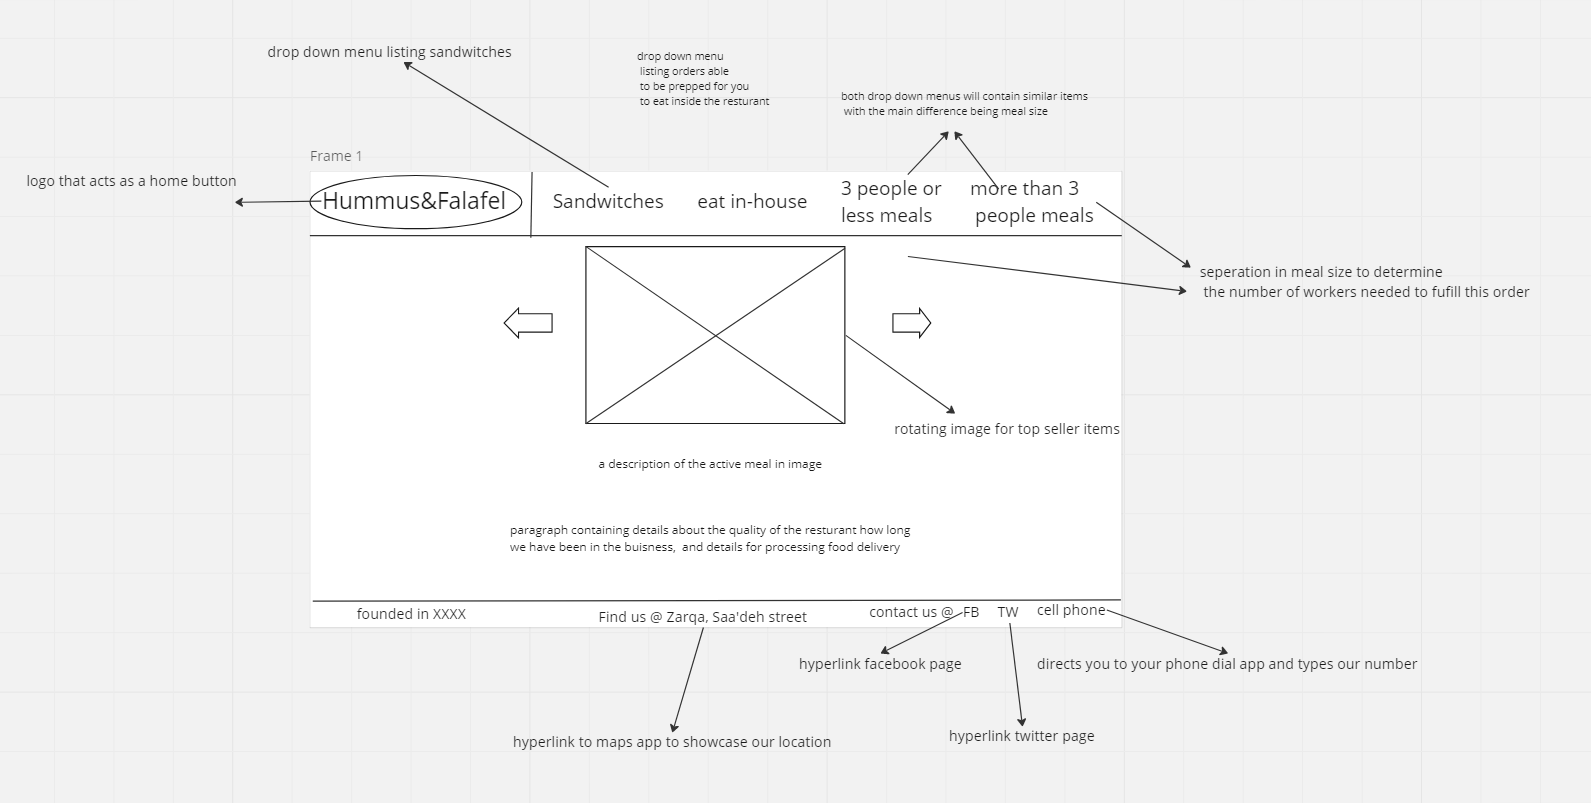 drop down menu listing sandwitches
drop down menu
listing orders able
to be prepped for you
to eat inside the resturant
both drop down menus will contain similar items
with the main difference being meal size
Frame 1
logo that acts as a home button
Hummus&Falafel
Sandwitches
eat in-house
3 people or
less meals
more than 3
people meals
seperation in meal size to determine
the number of workers needed to fufill this order
rotating image for top seller items
a description of the active meal in image
paragraph containing details about the quality of the resturant how long
we have been in the buisness, and details for processing food delivery
founded in XXXX
Find us @ Zarqa, Saa'deh street
contact us @ FB TW cell phone
hyperlink facebook page
directs you to your phone dial app and types our number
hyperlink to maps app to showcase our location
hyperlink twitter page